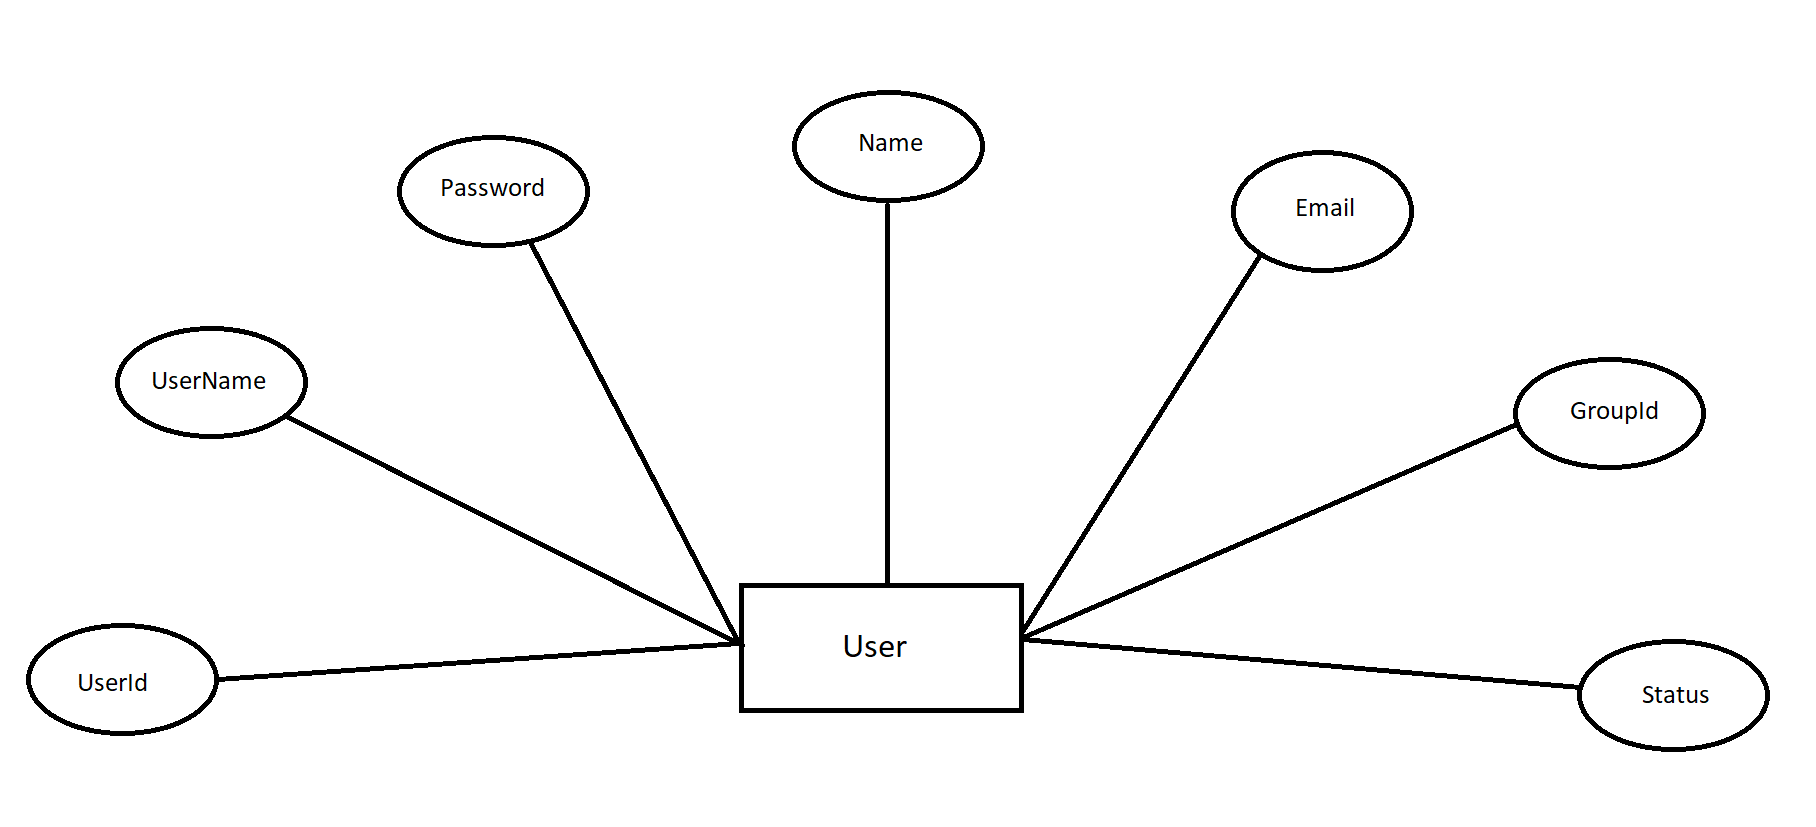 Name
Password
Email
UserName
GroupId
User
UserId
Status